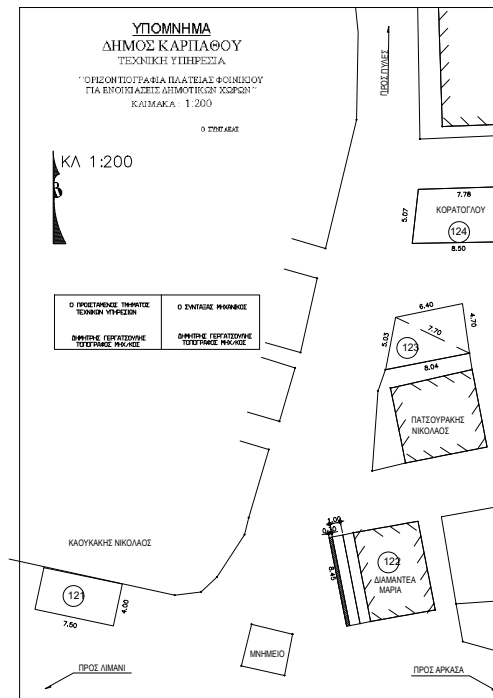 ΥΠΟΜΝΗΜΑ
ΔΗΜΟΣ ΚΑΡΠΑΘΟΥ
ΤΕΧΝΙΚΗ ΥΠΗΡΕΣΙΑ
''ΟΡΙΖΟΝΤΙΟΓΡΑΦΙΑ ΠΛΑΤΕΙΑΣ ΦΟΙΝΙΚΙΟΥ
ΓΙΑ ΕΝΟΙΚΙΑΣΕΙΣ ΔΗΜΟΤΙΚΩΝ ΧΩΡΩΝ''
ΚΛΙΜΑΚΑ : 1:200
Ο ΣΥΝΤΑΞΑΣ
ΚΛ 1:200
Β
Ο ΠΡΟΙΣΤΑΜΕΝΟΣ ΤΜΗΜΑΤΟΣ
ΤΕΧΝΙΚΩΝ ΥΠΗΡΕΣΙΩΝ
ΔΗΜΗΤΡΗΣ ΓΕΡΓΑΤΣΟΥΛΗΣ
ΤΟΠΟΓΡΑΦΟΣ ΜΗΧ/ΚΟΣ
Ο ΣΥΝΤΑΞΑΣ ΜΗΧΑΝΙΚΟΣ
ΔΗΜΗΤΡΗΣ ΓΕΡΓΑΤΣΟΥΛΗΣ
ΤΟΠΟΓΡΑΦΟΣ ΜΗΧ/ΚΟΣ
ΠΡΟΣ ΠΥΛΕΣ
7.78
5.07
ΚΟΡΑΤΟΓΛΟΥ
124
8.50
6.40
4.70
5.03
7.70
123
8.04
ΠΑΤΣΟΥΡΑΚΗΣ
ΝΙΚΟΛΑΟΣ
ΚΑΟΥΚΑΚΗΣ ΝΙΚΟΛΑΟΣ
121
4.00
7.50
1.00
8.45
122
ΔΙΑΜΑΝΤΕΑ
ΜΑΡΙΑ
ΜΝΗΜΕΙΟ
ΠΡΟΣ ΛΙΜΑΝΙ
ΠΡΟΣ ΑΡΚΑΣΑ